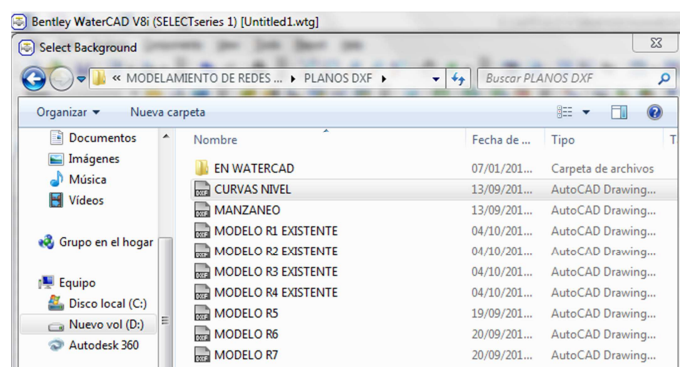 Bentley WaterCAD V8i (SELECTseries 1) [Untitled1.wtg]
Select Background
« MODELAMIENTO DE REDES ... ▸ PLANOS DXF ▸ Buscar PLANOS DXF
Organizar Nueva carpeta
Documentos
Imágenes
Música
Vídeos
Grupo en el hogar
Equipo
Disco local (C:)
Nuevo vol (D:)
Autodesk 360
Nombre Fecha de ... Tipo T
EN WATERCAD 07/01/201... Carpeta de archivos
CURVAS NIVEL 13/09/201... AutoCAD Drawing...
MANZANEO 13/09/201... AutoCAD Drawing...
MODELO R1 EXISTENTE 04/10/201... AutoCAD Drawing...
MODELO R2 EXISTENTE 04/10/201... AutoCAD Drawing...
MODELO R3 EXISTENTE 04/10/201... AutoCAD Drawing...
MODELO R4 EXISTENTE 04/10/201... AutoCAD Drawing...
MODELO R5 19/09/201... AutoCAD Drawing...
MODELO R6 20/09/201... AutoCAD Drawing...
MODELO R7 20/09/201... AutoCAD Drawing...